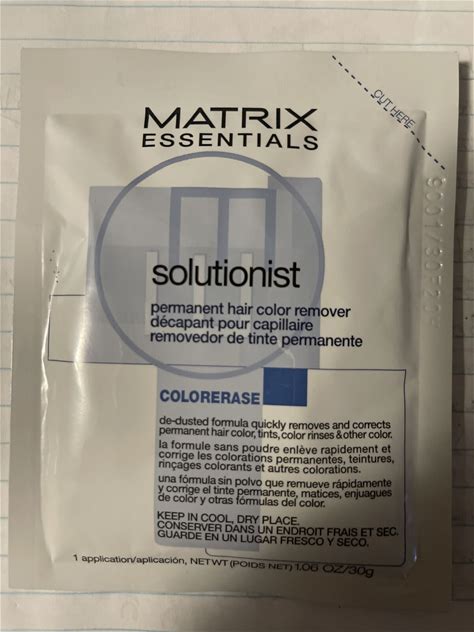 MATRIX
ESSENTIALS
CUT HERE
solutionist
permanent hair color remover
décapant pour capillaire
removedor de tinte permanente
COLORERASE
de-dusted formula quickly removes and corrects
permanent hair color, tints, color rinses & other color.
la formule sans poudre enlève rapidement et
corrige les colorations permanentes, teintures,
rinçages colorants et autres colorations.
una fórmula sin polvo que remueve rápidamente
y corrige el tinte permanente, matices, enjuagues
de color y otras fórmulas del color.
KEEP IN COOL, DRY PLACE.
CONSERVER DANS UN ENDROIT FRAIS ET SEC.
GUARDE EN UN LUGAR FRESCO Y SECO.
1 application/aplicación, NET WT (POIDS NET) 1.06 OZ/30g